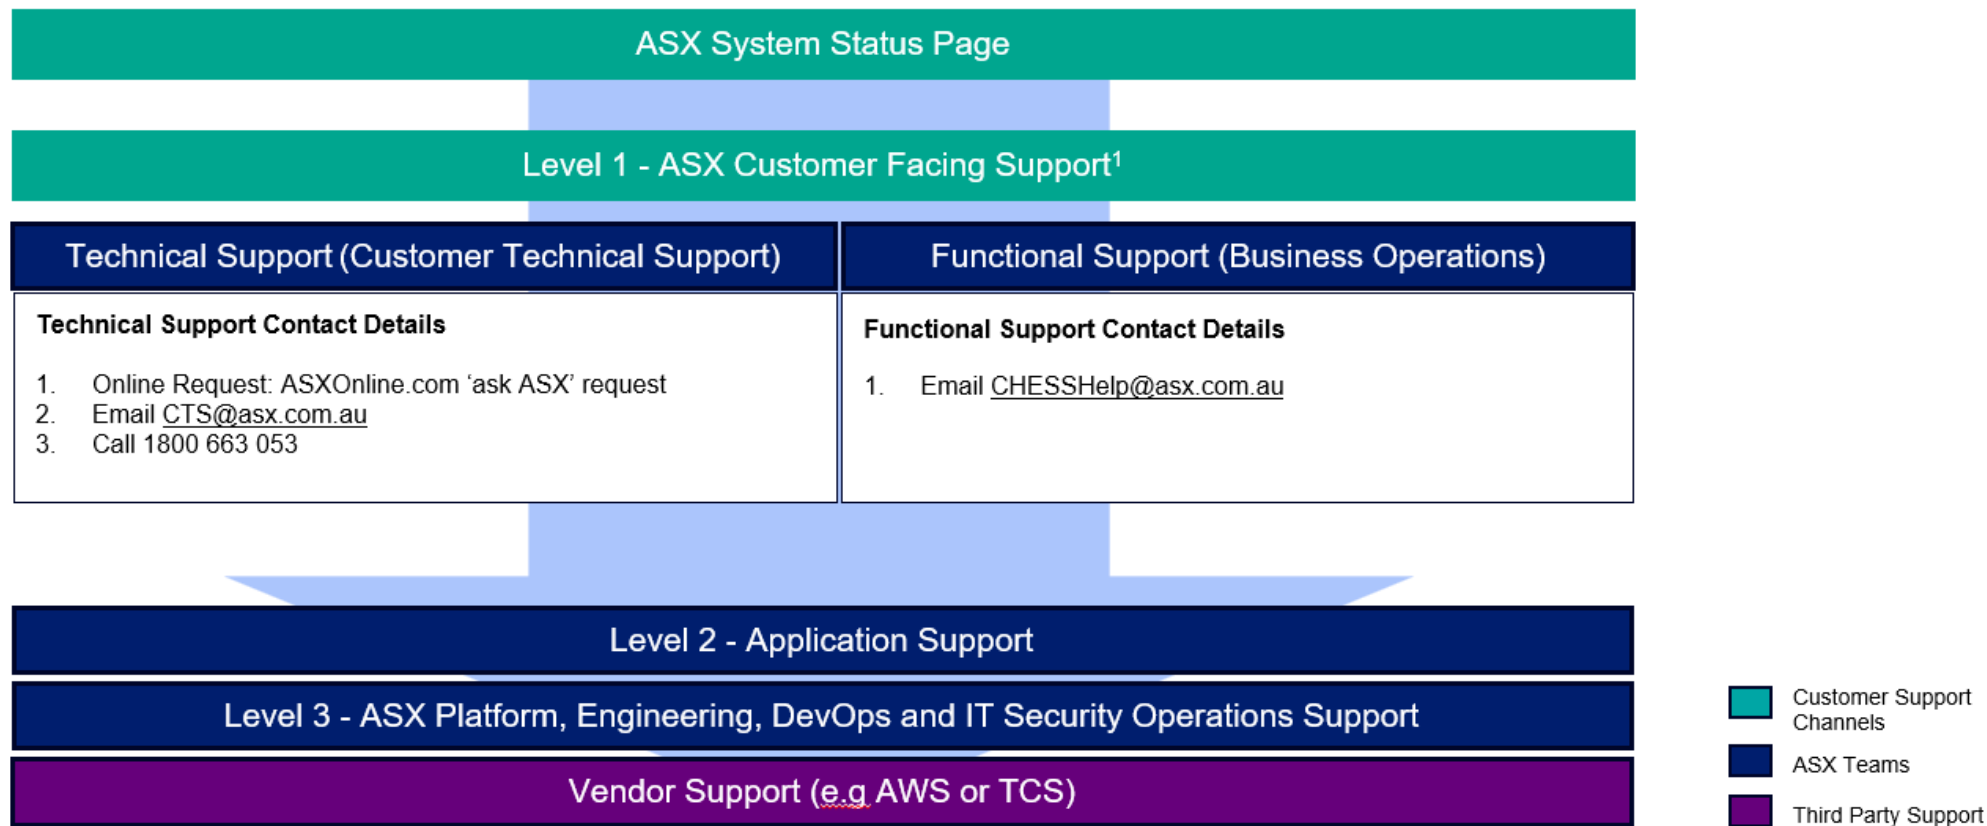 ASX System Status Page
Level 1 - ASX Customer Facing Support¹
Technical Support (Customer Technical Support)
Functional Support (Business Operations)
Technical Support Contact Details
1. Online Request: ASXOnline.com ‘ask ASX’ request
2. Email CTS@asx.com.au
3. Call 1800 663 053
Functional Support Contact Details
1. Email CHESSHelp@asx.com.au
Level 2 - Application Support
Level 3 - ASX Platform, Engineering, DevOps and IT Security Operations Support
Vendor Support (e.g AWS or TCS)
Customer Support
Channels
ASX Teams
Third Party Support